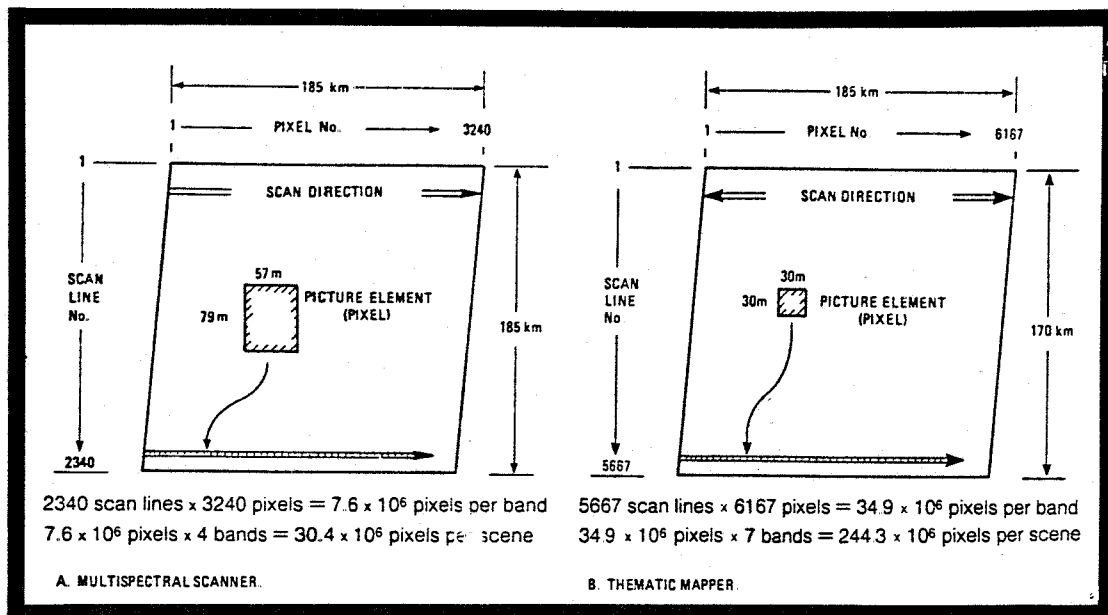 185 km
1 PIXEL No. 3240
1
SCAN DIRECTION
SCAN
LINE
No.
57 m
79 m
PICTURE ELEMENT
(PIXEL)
185 km
2340
2340 scan lines x 3240 pixels = 7.6 x 10⁶ pixels per band
7.6 x 10⁶ pixels x 4 bands = 30.4 x 10⁶ pixels per scene
A. MULTISPECTRAL SCANNER.
185 km
1 PIXEL No. 6167
1
SCAN DIRECTION
SCAN
LINE
No.
30m
30m
PICTURE ELEMENT
(PIXEL)
170 km
5667
5667 scan lines x 6167 pixels = 34.9 x 10⁶ pixels per band
34.9 x 10⁶ pixels x 7 bands = 244.3 x 10⁶ pixels per scene
B. THEMATIC MAPPER.